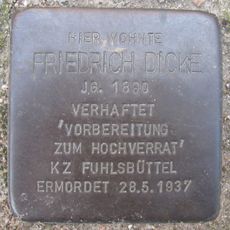 HIER WOHNTE
FRIEDRICH DICKE
JG. 1890
VERHAFTET
'VORBEREITUNG
ZUM HOCHVERRAT'
KZ FUHLSBÜTTEL
ERMORDET 28.5.1937